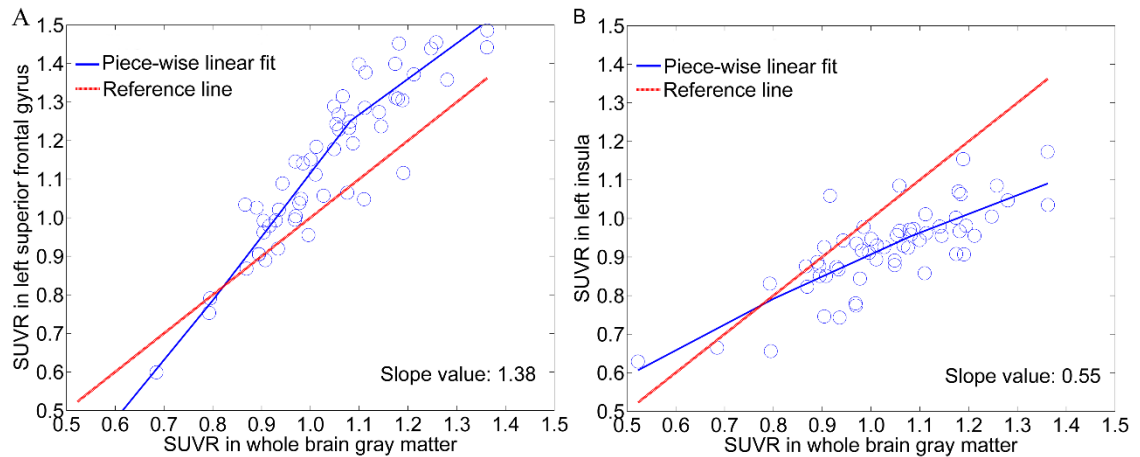 A
1.5
1.4
1.3
1.2
1.1
1.0
0.9
0.8
0.7
0.6
0.5
SUVR in left superior frontal gyrus
Piece-wise linear fit
Reference line
Slope value: 1.38
0.5 0.6 0.7 0.8 0.9 1.0 1.1 1.2 1.3 1.4 1.5
SUVR in whole brain gray matter
B
1.5
1.4
1.3
1.2
1.1
1.0
0.9
0.8
0.7
0.6
0.5
SUVR in left insula
Piece-wise linear fit
Reference line
Slope value: 0.55
0.5 0.6 0.7 0.8 0.9 1.0 1.1 1.2 1.3 1.4 1.5
SUVR in whole brain gray matter